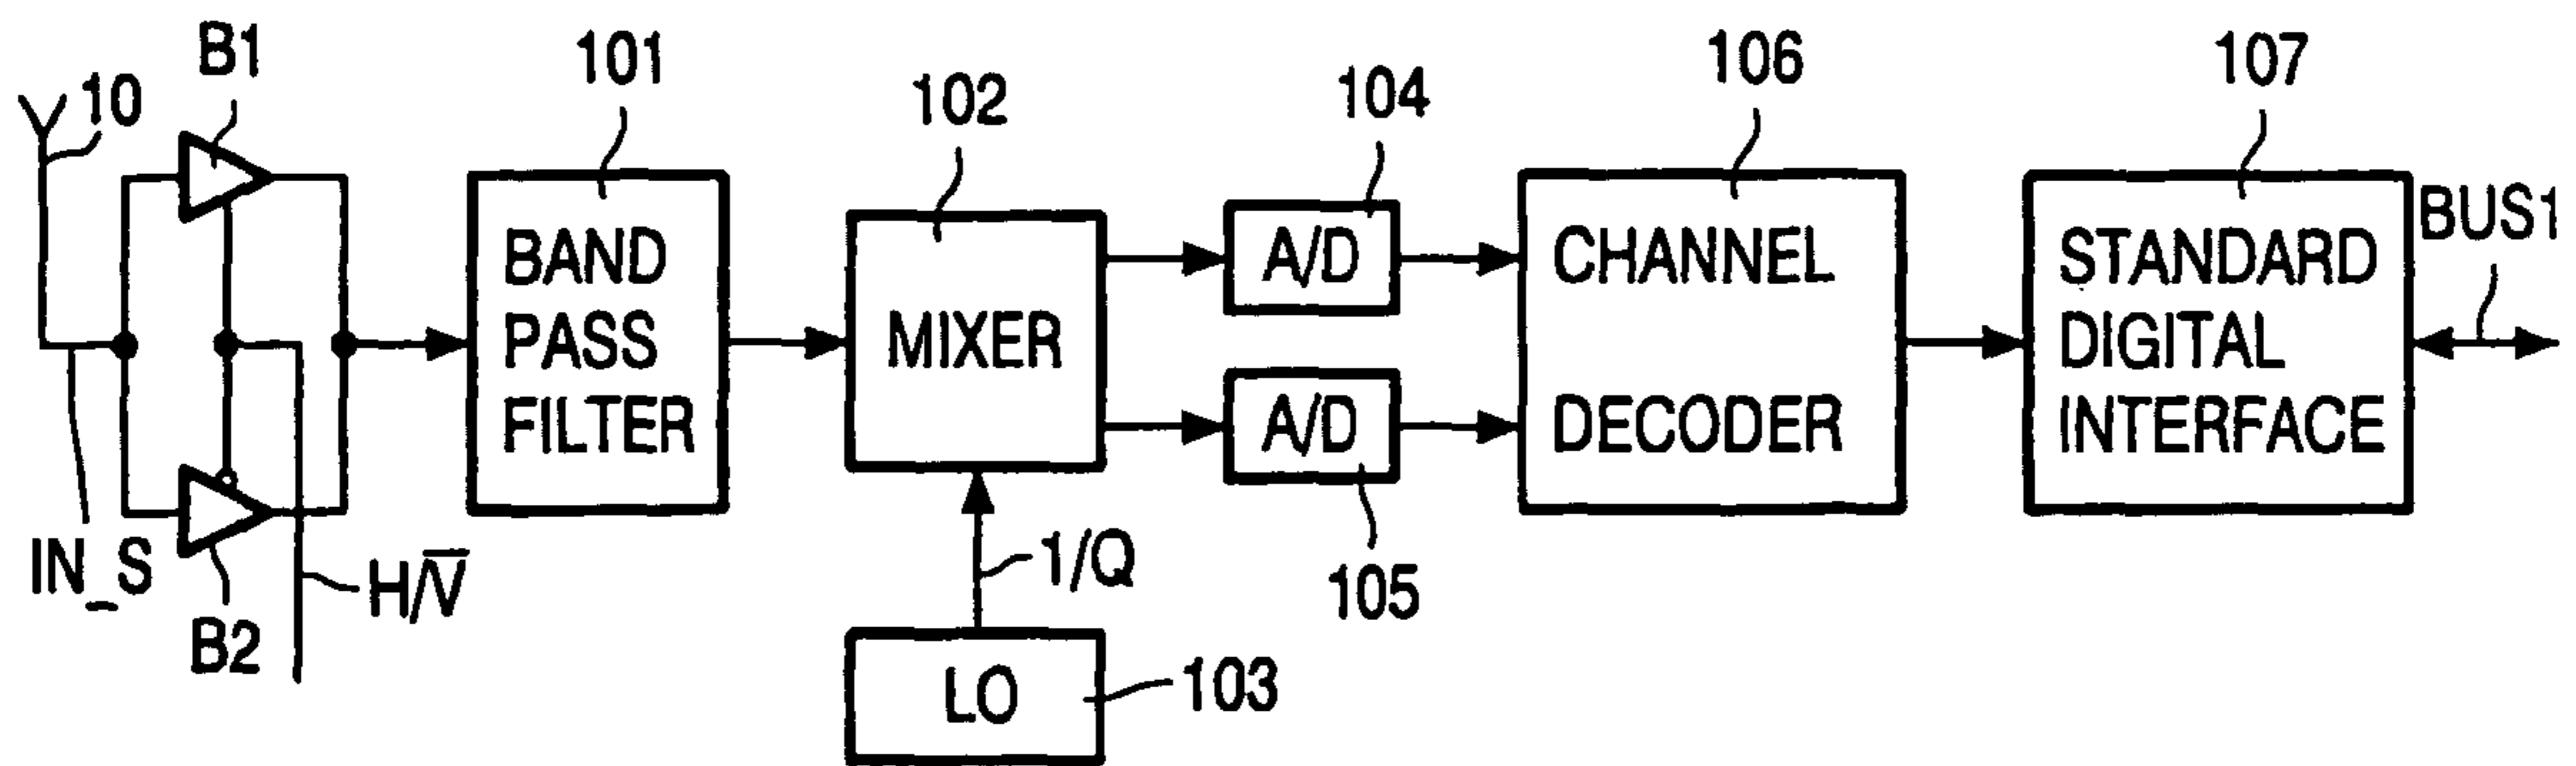 B1
10
101
102
104
106
107
BAND
PASS
FILTER
MIXER
A/D
A/D
CHANNEL
DECODER
STANDARD
DIGITAL
INTERFACE
BUS1
IN_S
B2
H/V̅
1/Q
105
LO
103